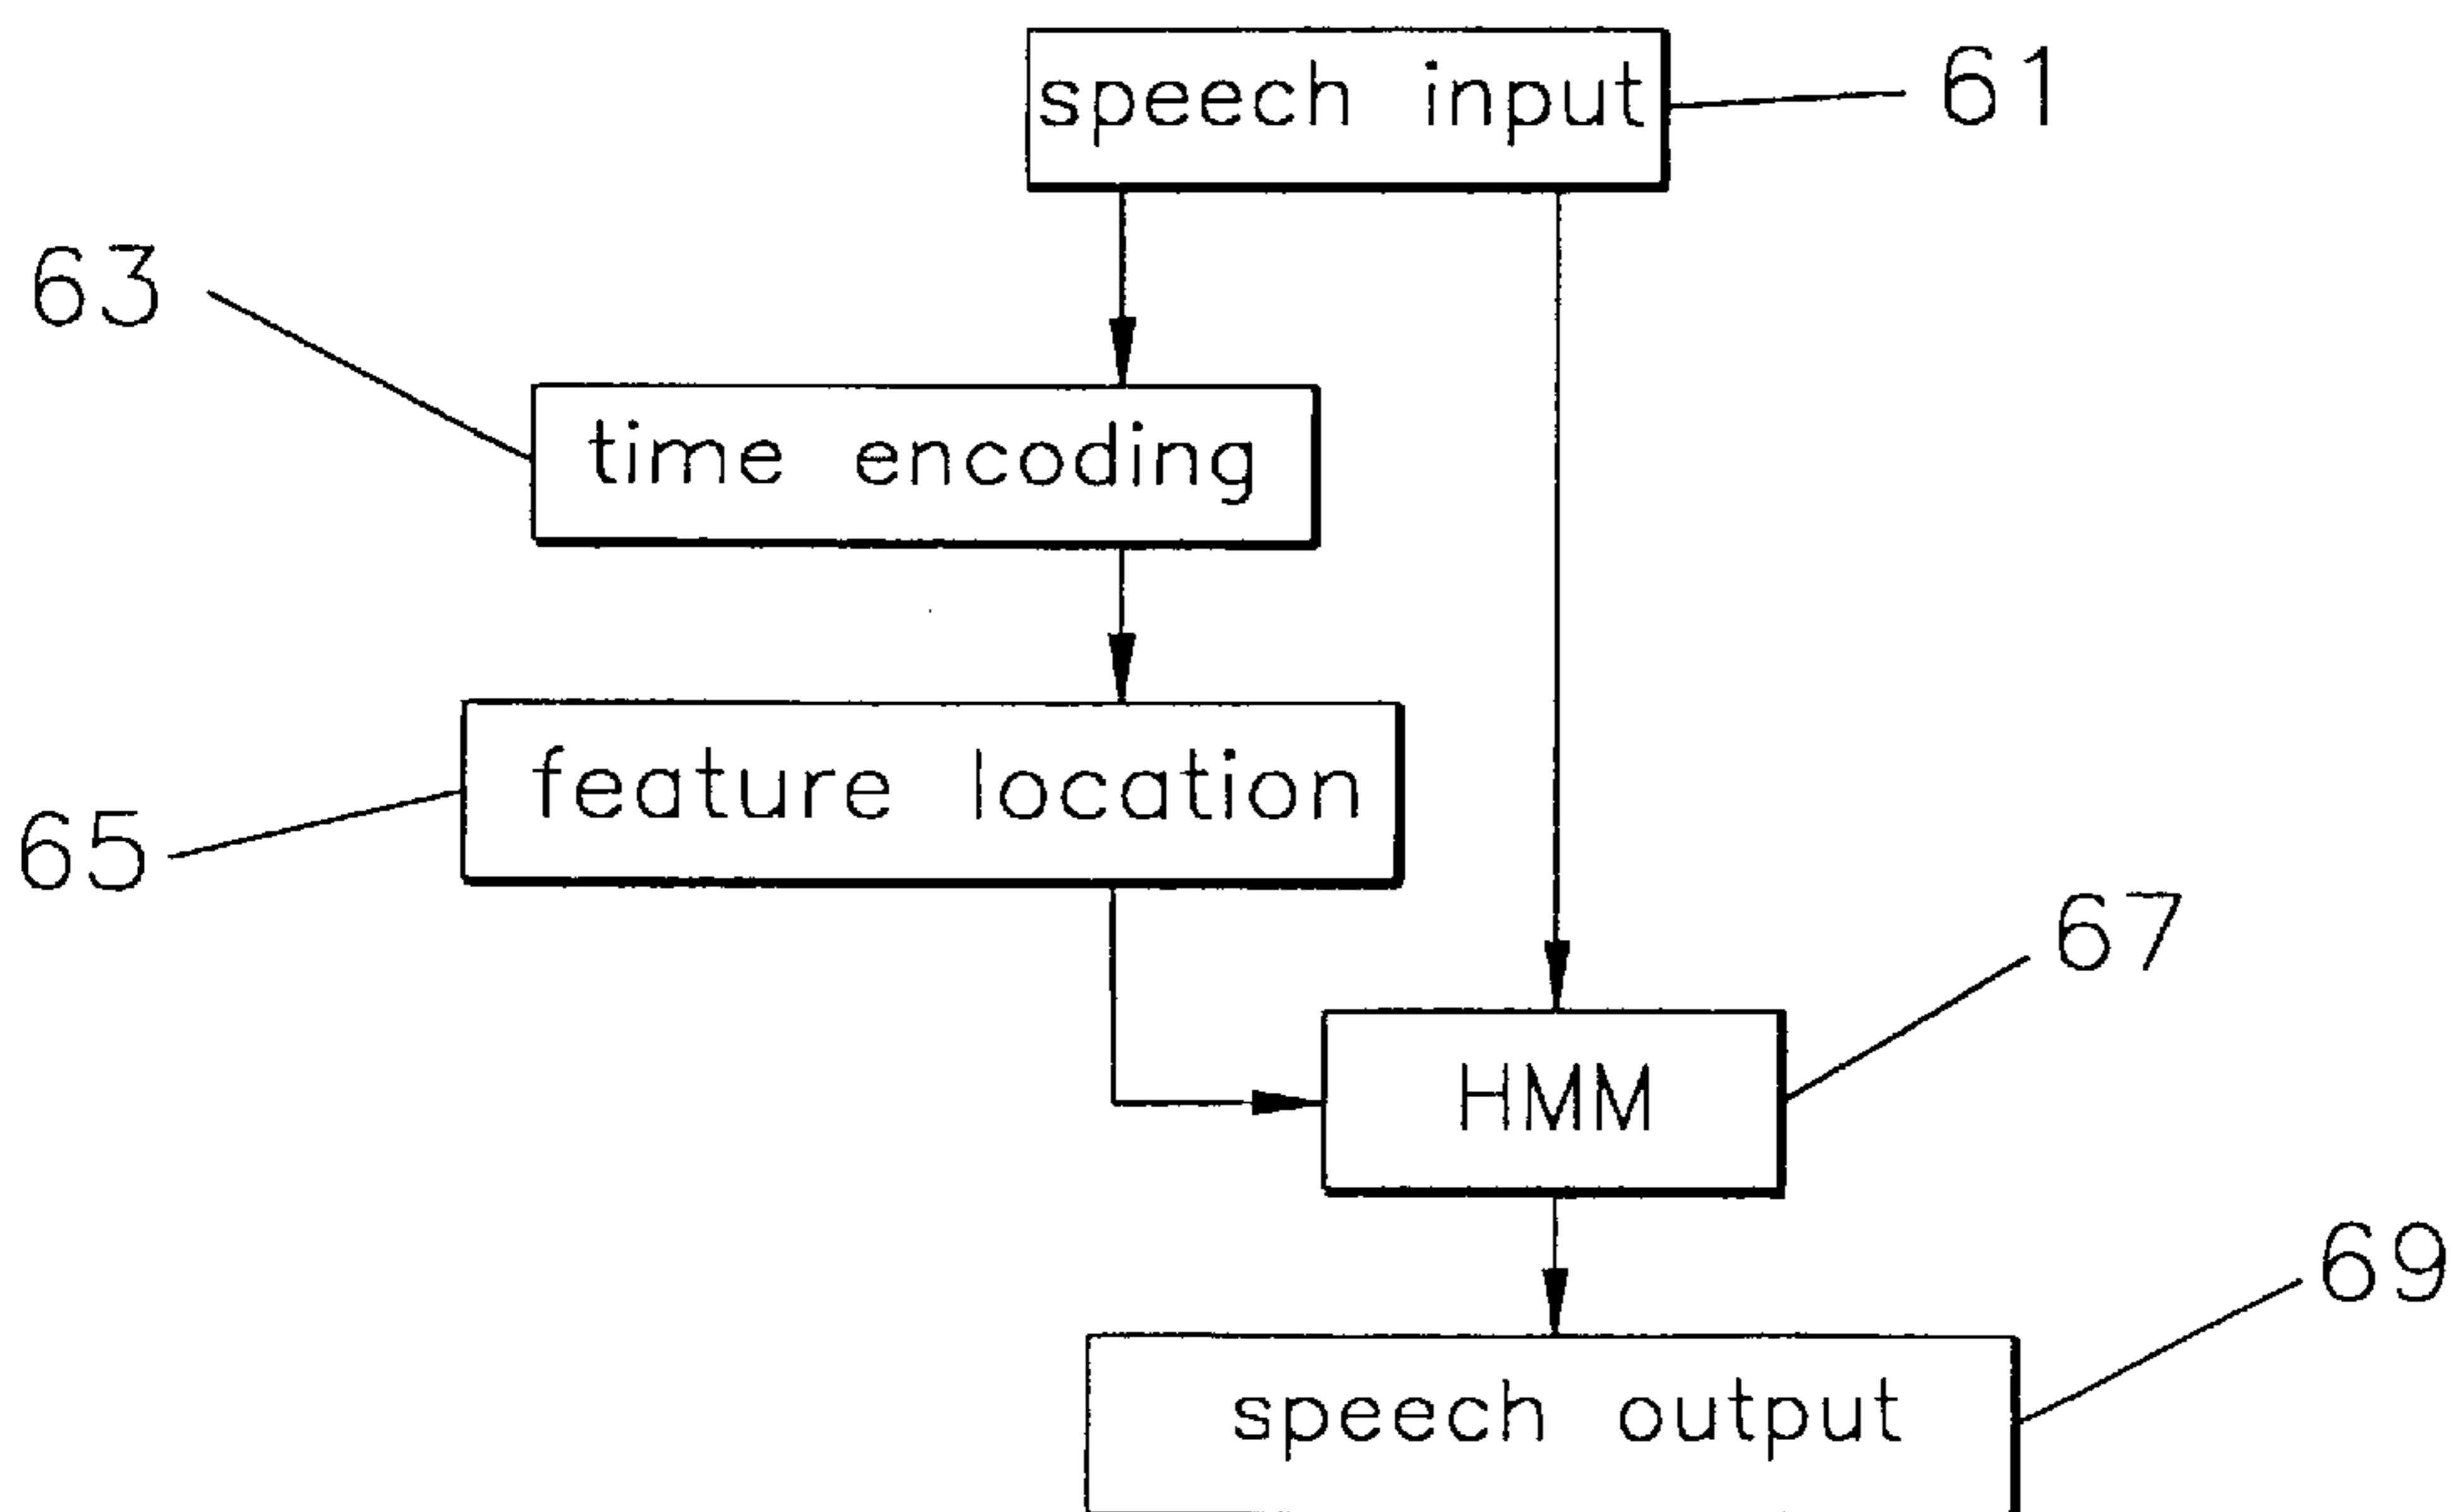 speech input
61
63
time encoding
feature location
65
67
HMM
69
speech output